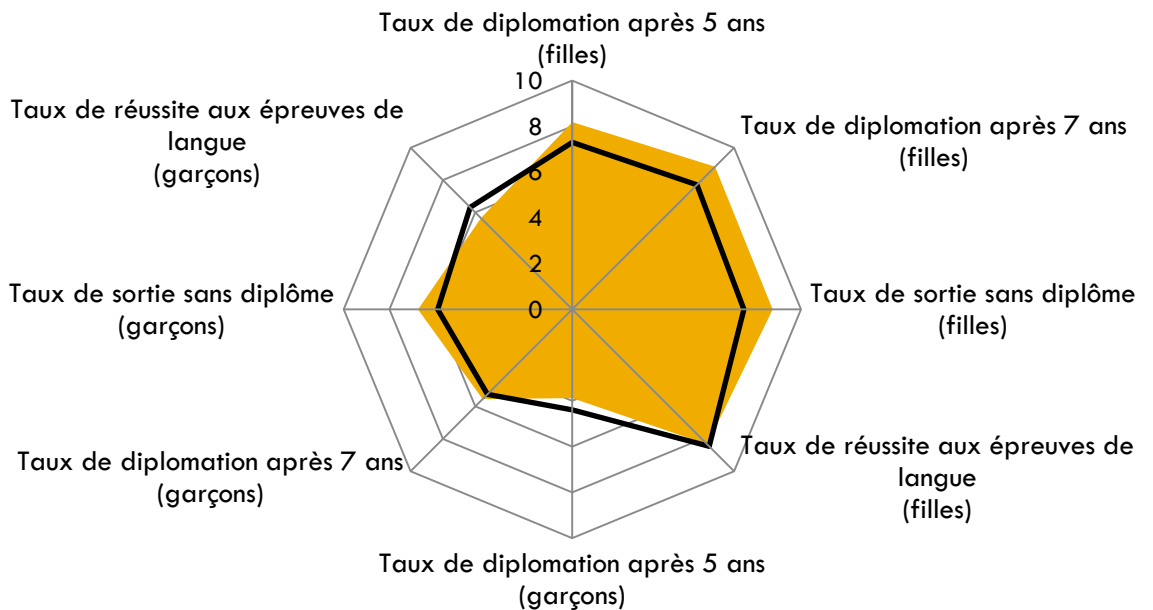 Taux de diplomation après 5 ans
(filles)
10
8
6
4
2
0
Taux de diplomation après 7 ans
(filles)
Taux de sortie sans diplôme
(filles)
Taux de réussite aux épreuves de
langue
(filles)
Taux de diplomation après 5 ans
(garçons)
Taux de diplomation après 7 ans
(garçons)
Taux de sortie sans diplôme
(garçons)
Taux de réussite aux épreuves de
langue
(garçons)